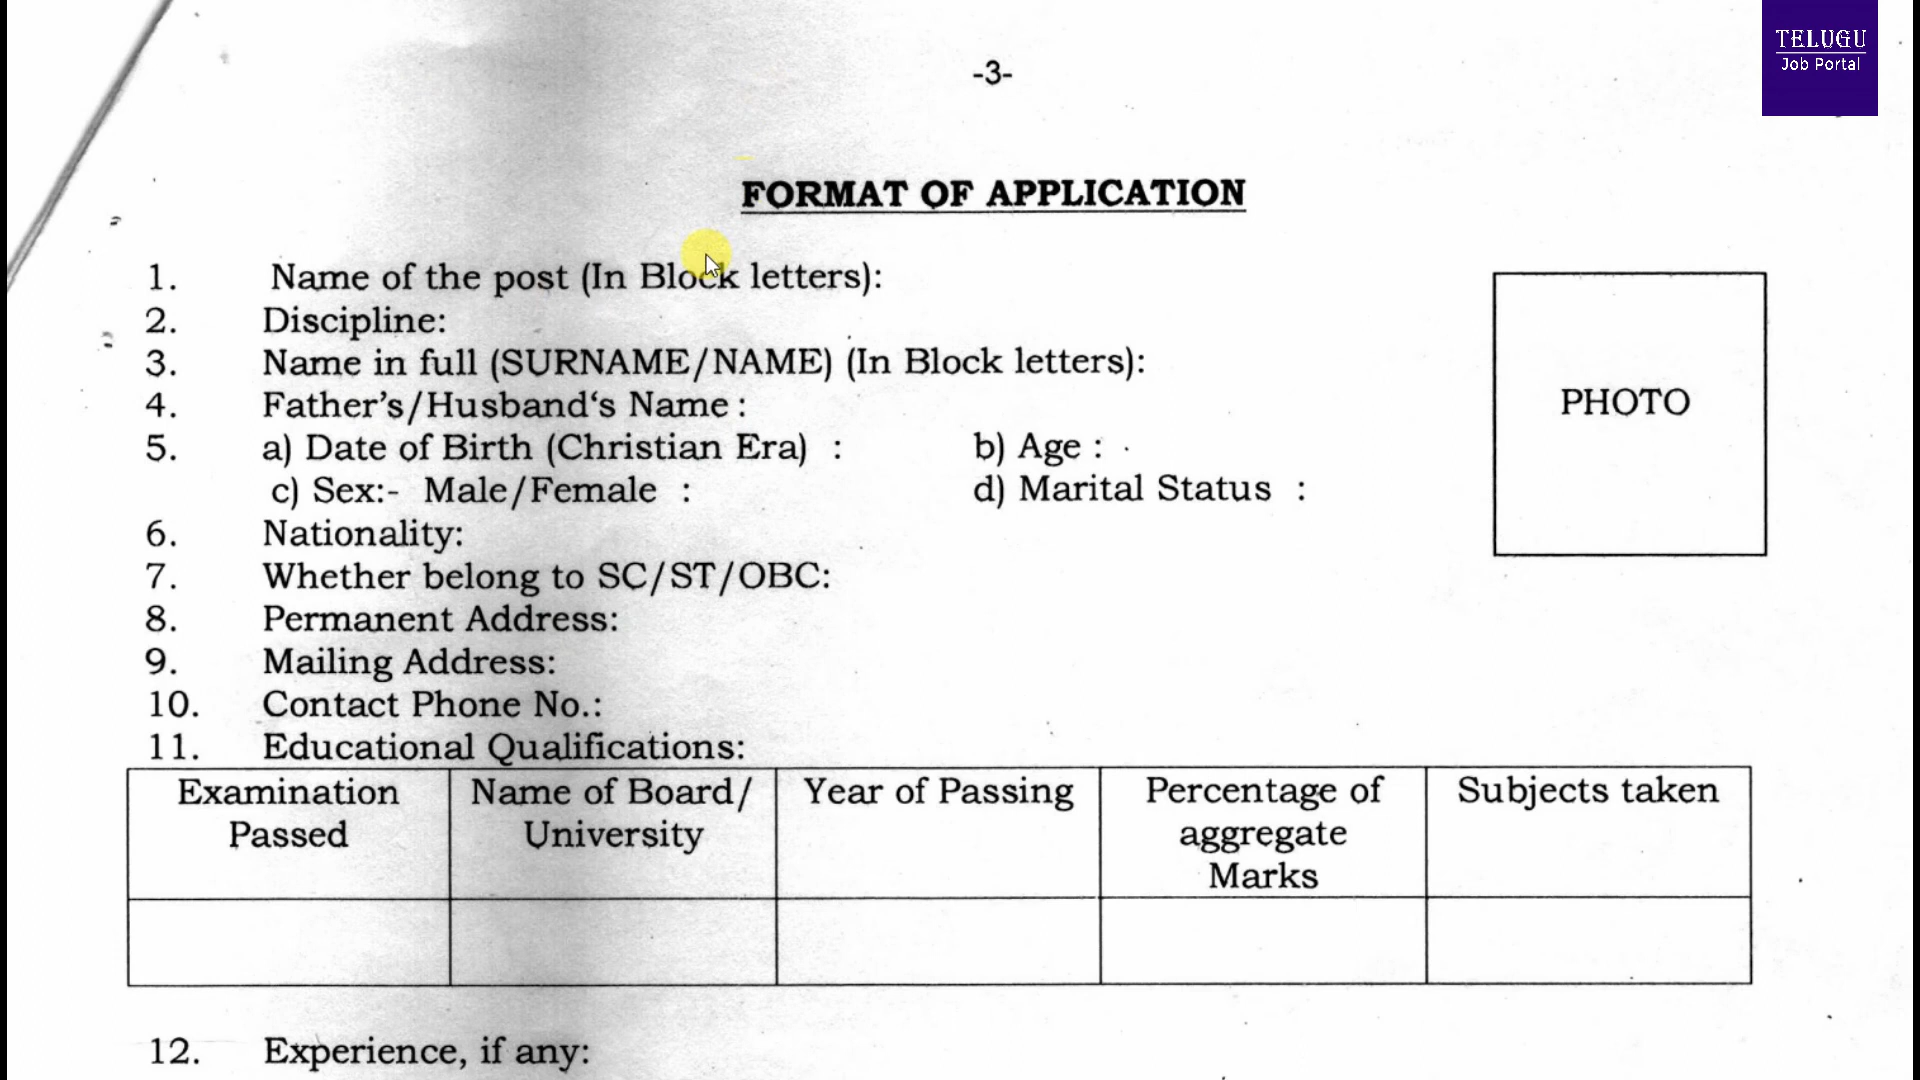 TELUGU
Job Portal
-3-
FORMAT OF APPLICATION
1. Name of the post (In Block letters):
2. Discipline:
3. Name in full (SURNAME/NAME) (In Block letters):
4. Father's/Husband‘s Name :
5. a) Date of Birth (Christian Era) : b) Age :
c) Sex:- Male/Female : d) Marital Status :
6. Nationality:
7. Whether belong to SC/ST/OBC:
8. Permanent Address:
9. Mailing Address:
10. Contact Phone No.:
11. Educational Qualifications:
PHOTO
Examination Name of Board/ Year of Passing Percentage of Subjects taken
Passed University aggregate
Marks
12. Experience, if any: